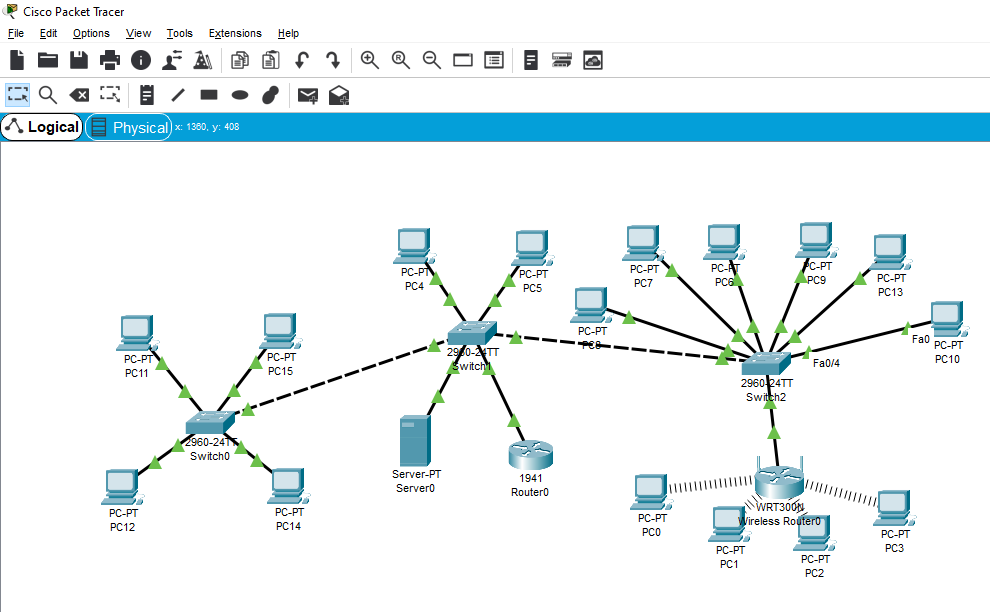 Cisco Packet Tracer
File Edit Options View Tools Extensions Help
Logical Physical x: 1360, y: 408
PC-PT
PC4
PC-PT
PC5
PC-PT
PC7
PC-PT
PC6
PC-PT
PC9
PC-PT
PC13
PC-PT
PC8
PC-PT
PC11
PC-PT
PC15
2960-24TT
Switch1
Fa0
PC-PT
PC10
Fa0/4
2960-24TT
Switch2
2960-24TT
Switch0
Server-PT
Server0
1941
Router0
PC-PT
PC12
PC-PT
PC14
WRT300N
Wireless Router0
PC-PT
PC0
PC-PT
PC1
PC-PT
PC2
PC-PT
PC3